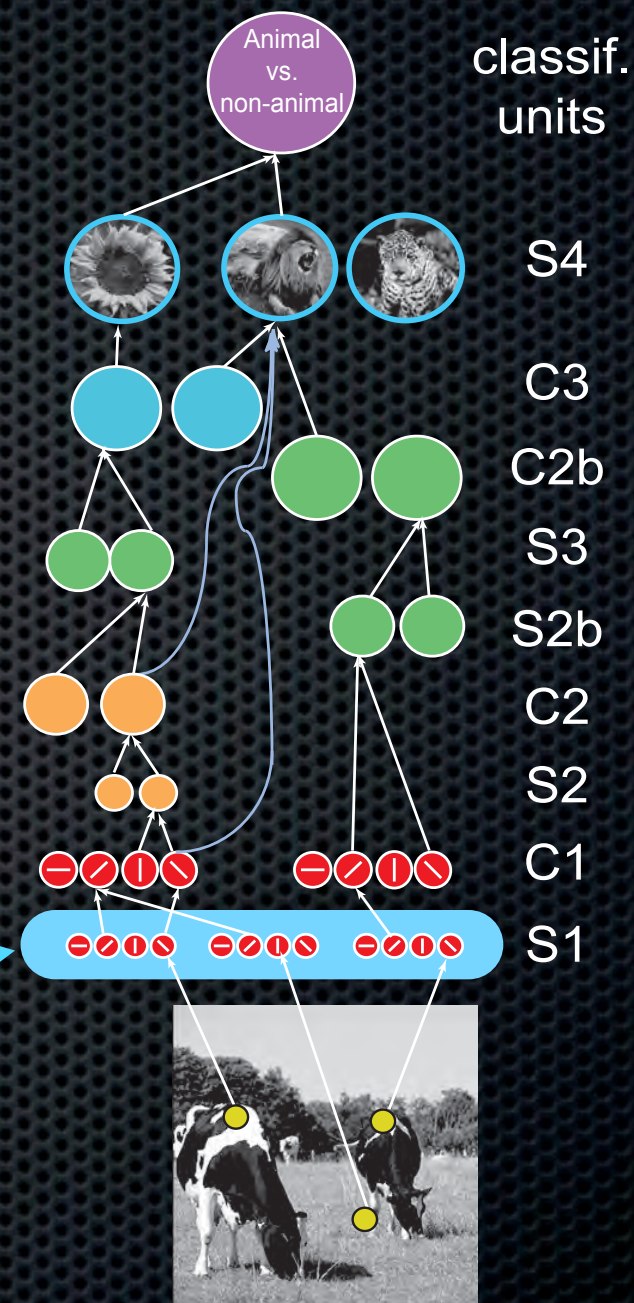 Animal
vs.
non-animal
classif.
units
S4
C3
C2b
S3
S2b
C2
S2
C1
S1